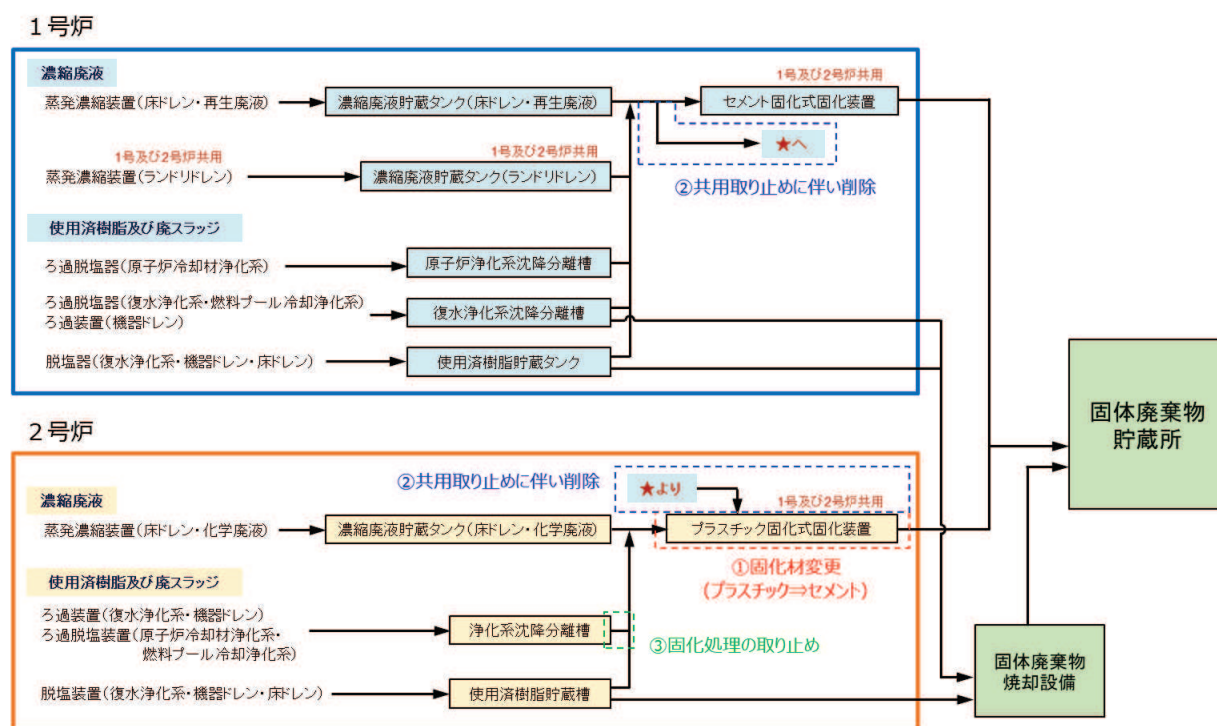 1号炉
濃縮廃液
1号及び2号炉共用
蒸発濃縮装置(床ドレン・再生廃液)
濃縮廃液貯蔵タンク(床ドレン・再生廃液)
セメント固化式固化装置
★へ
1号及び2号炉共用
1号及び2号炉共用
蒸発濃縮装置(ランドリドレン)
濃縮廃液貯蔵タンク(ランドリドレン)
②共用取り止めに伴い削除
使用済樹脂及び廃スラッジ
ろ過脱塩器(原子炉冷却材浄化系)
原子炉浄化系沈降分離槽
ろ過脱塩器(復水浄化系・燃料プール冷却浄化系)
ろ過装置(機器ドレン)
復水浄化系沈降分離槽
脱塩器(復水浄化系・機器ドレン・床ドレン)
使用済樹脂貯蔵タンク
固体廃棄物
貯蔵所
2号炉
②共用取り止めに伴い削除
★より
濃縮廃液
1号及び2号炉共用
蒸発濃縮装置(床ドレン・化学廃液)
濃縮廃液貯蔵タンク(床ドレン・化学廃液)
プラスチック固化式固化装置
①固化材変更
(プラスチック⇒セメント)
使用済樹脂及び廃スラッジ
ろ過装置(復水浄化系・機器ドレン)
ろ過脱塩装置(原子炉冷却材浄化系・
燃料プール冷却浄化系)
浄化系沈降分離槽
③固化処理の取り止め
脱塩装置(復水浄化系・機器ドレン・床ドレン)
使用済樹脂貯蔵槽
固体廃棄物
焼却設備